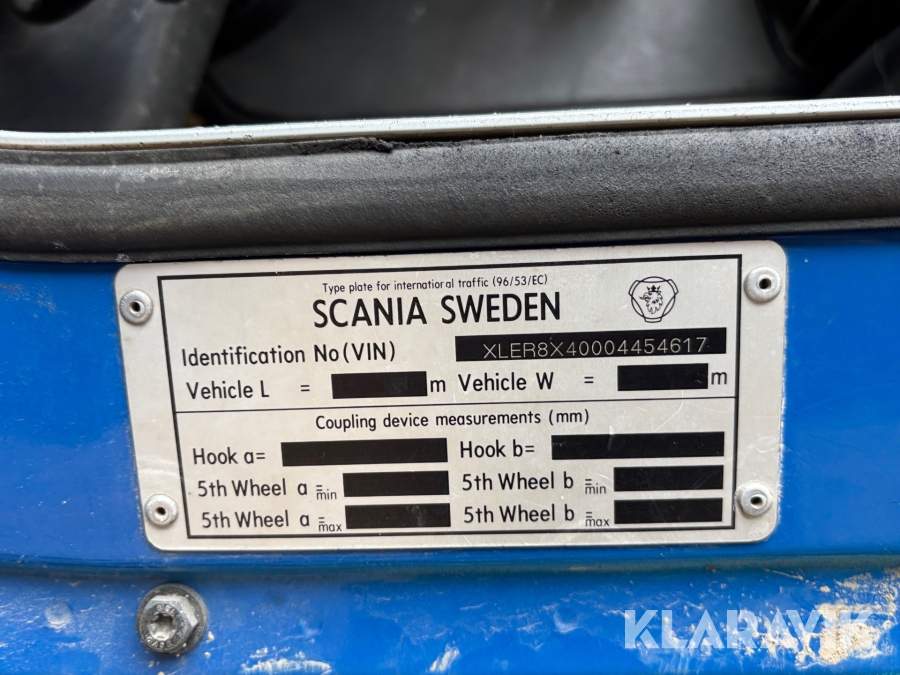 Type plate for international traffic (96/53/EC)
SCANIA SWEDEN
Identification No (VIN) XLER8X40004454617
Vehicle L = m Vehicle W = m
Coupling device measurements (mm)
Hook a= Hook b=
5th Wheel a = min 5th Wheel b = min
5th Wheel a = max 5th Wheel b = max
KLARAVIK